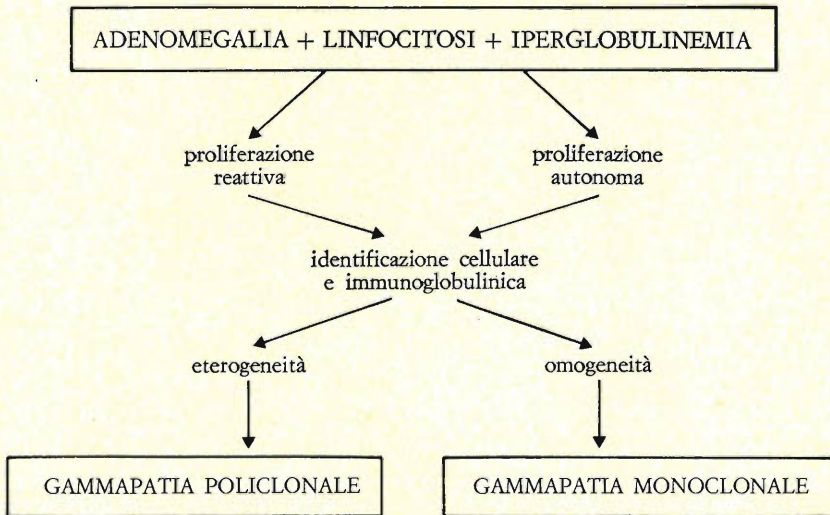 ADENOMEGALIA + LINFOCITOSI + IPERGLOBULINEMIA
proliferazione
reattiva
proliferazione
autonoma
identificazione cellulare
e immunoglobulinica
eterogeneità
omogeneità
GAMMAPATIA POLICLONALE
GAMMAPATIA MONOCLONALE